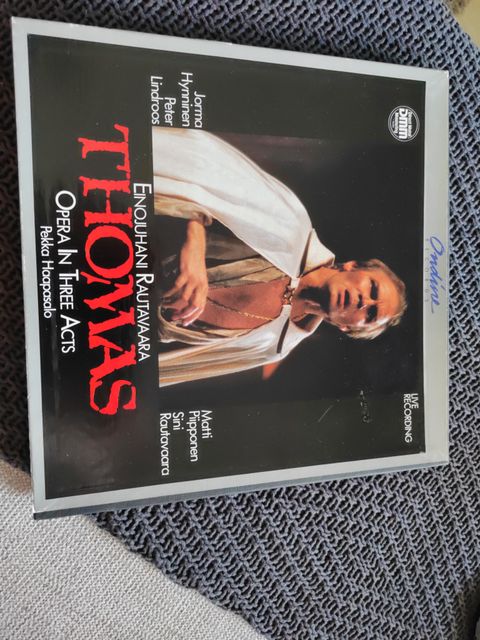 Ondine
LIVE
RECORDING
DMM
Jorma
Hynninen
Peter
Lindroos
Matti
Piipponen
Sini
Rautavaara
EINOJUHANI RAUTAVAARA
THOMAS
OPERA IN THREE ACTS
Pekka Haapasalo